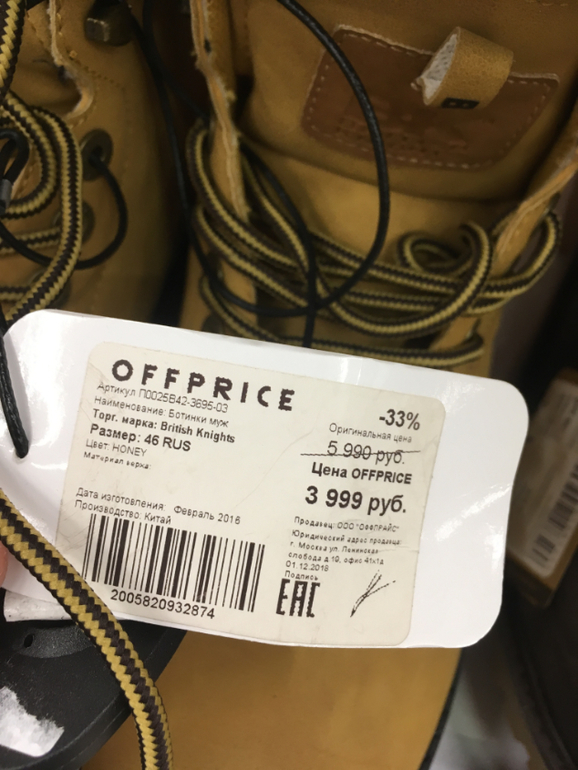 OFFPRICE
Артикул П0025В42-3695-03
Наименование: Ботинки муж
Торг. марка: British Knights
Размер: 46 RUS
Цвет: HONEY
Материал верха:
Дата изготовления: Февраль 2016
Производство: Китай
2005820932874
-33%
Оригинальная цена
5 990 руб.
Цена OFFPRICE
3 999 руб.
Продавец: ООО "ОФФПРАЙС"
Юридический адрес продавца:
г. Москва ул. Ленинская
слобода д.19, офис 41х1д
01.12.2018
Подпись
EAC